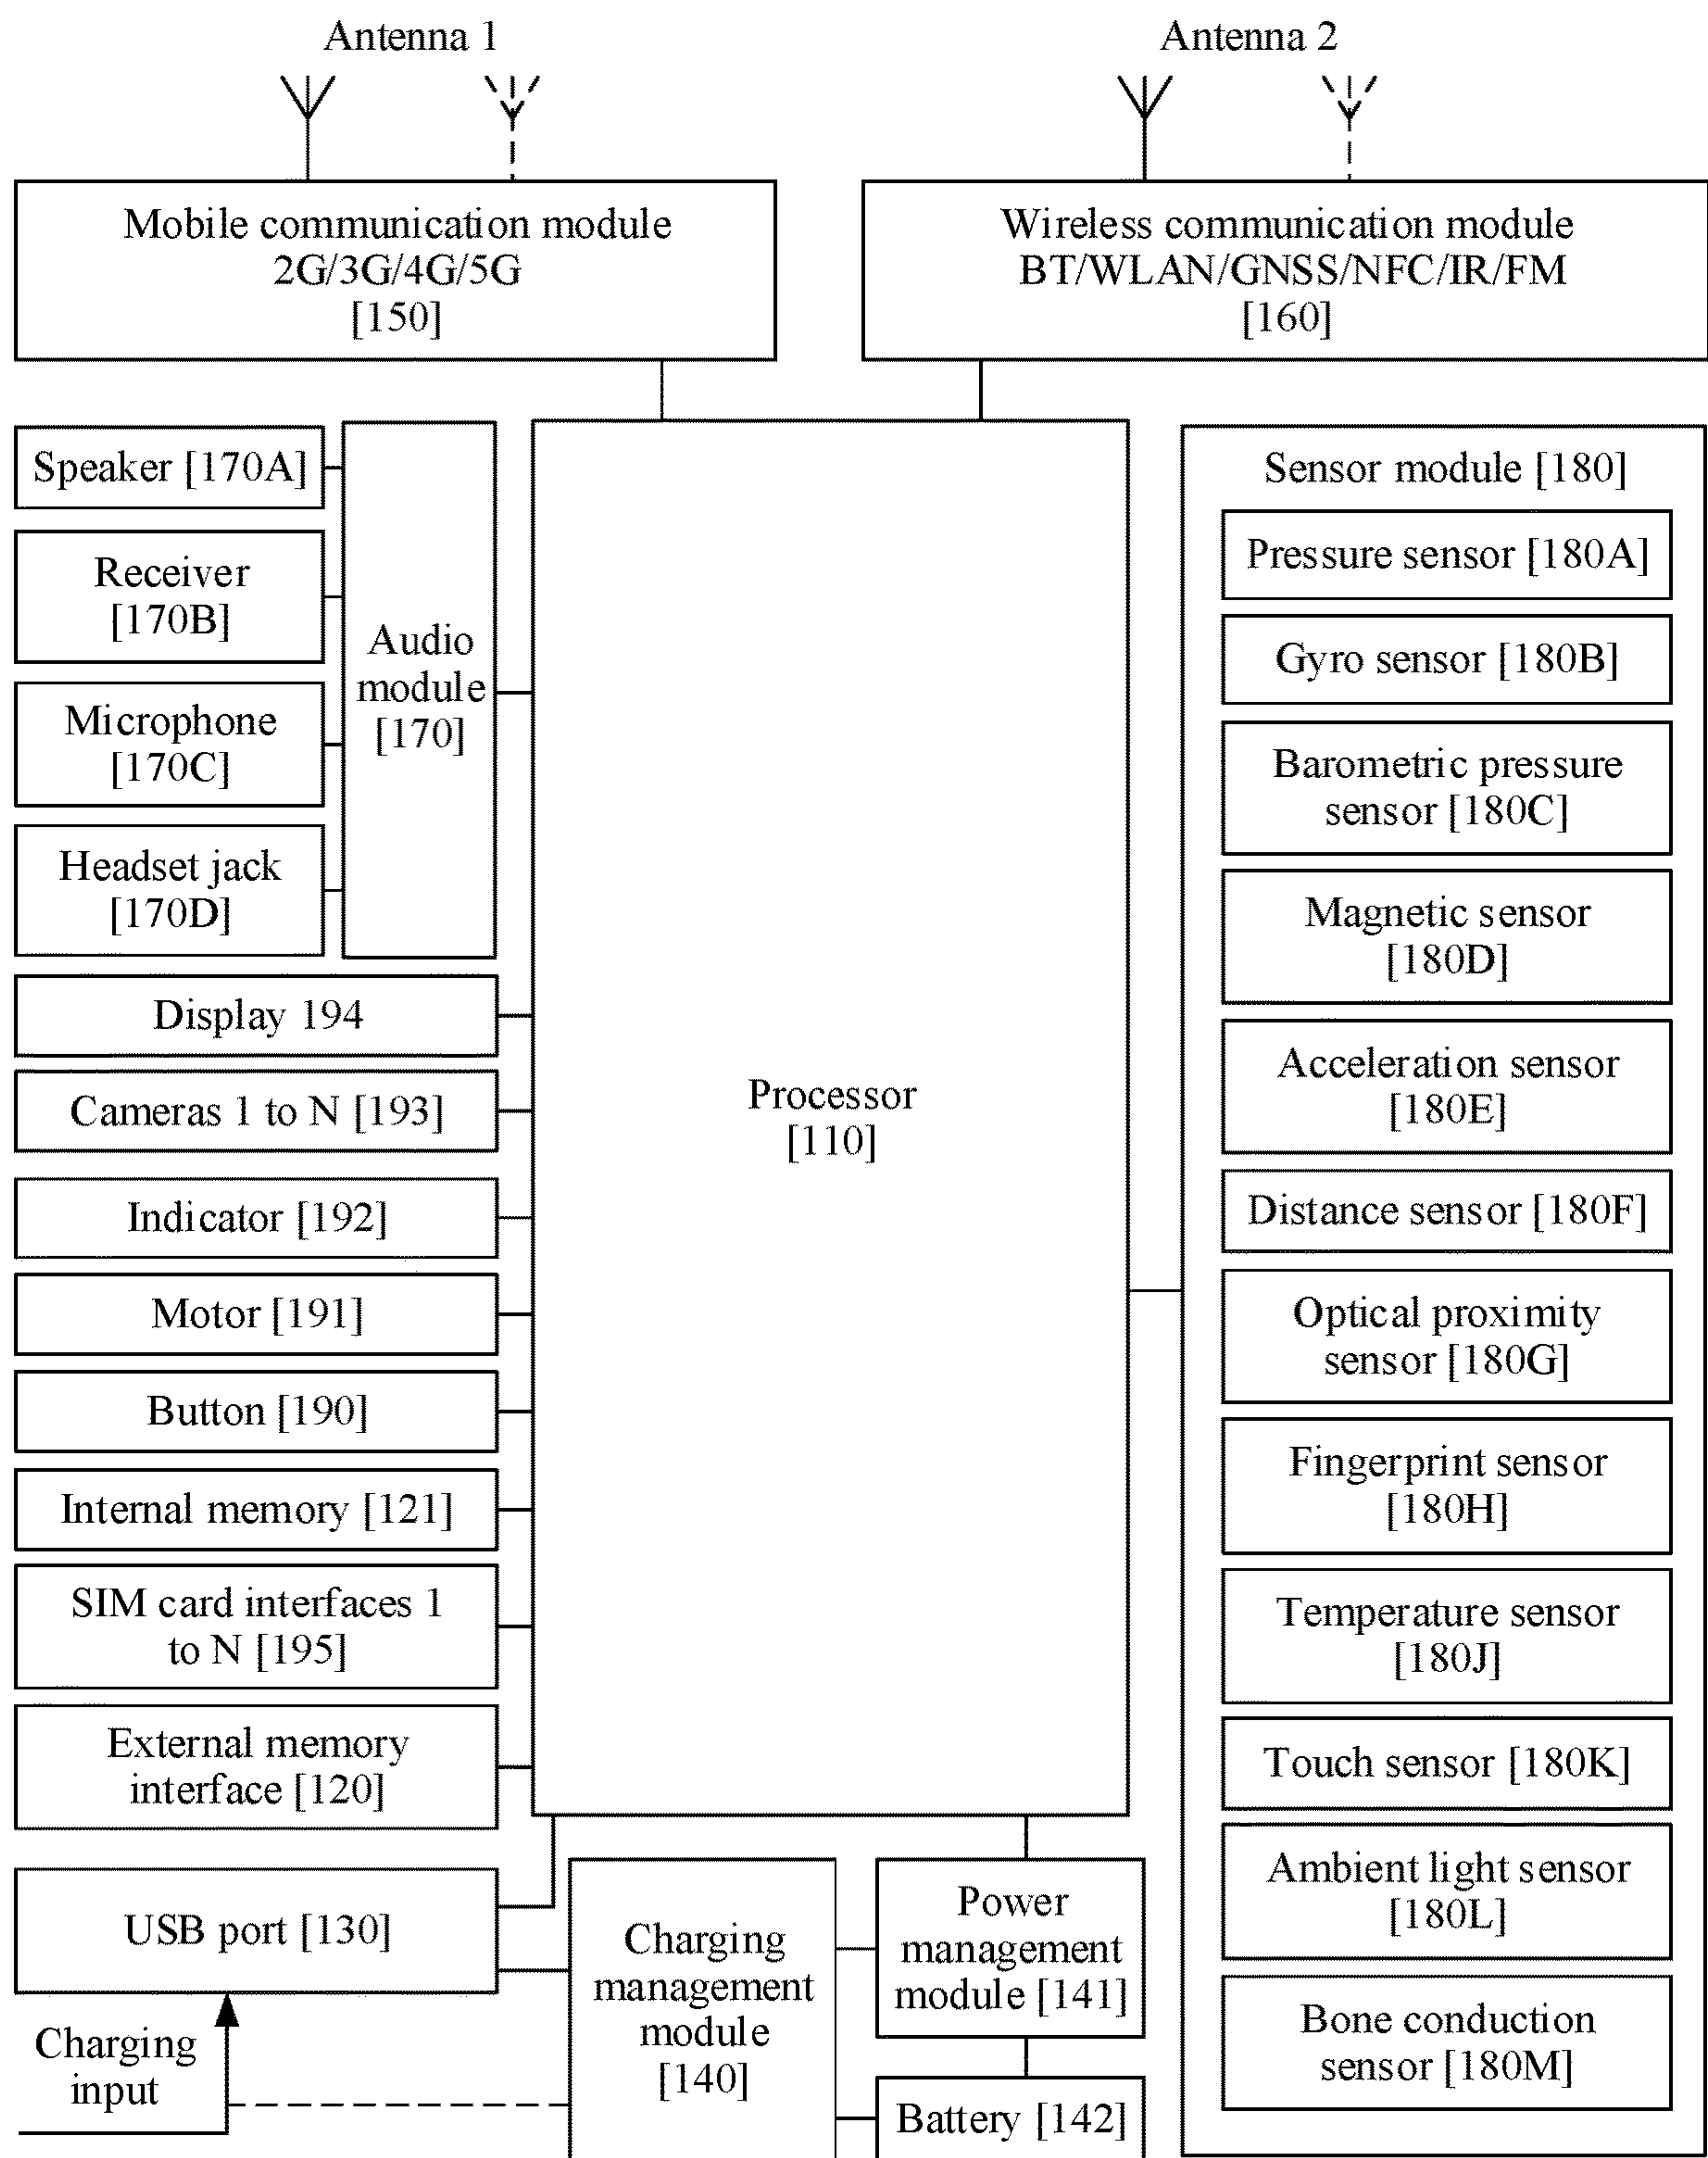 Antenna 1
Antenna 2
Mobile communication module
2G/3G/4G/5G
[150]
Wireless communication module
BT/WLAN/GNSS/NFC/IR/FM
[160]
Speaker [170A]
Receiver
[170B]
Microphone
[170C]
Headset jack
[170D]
Audio
module
[170]
Display 194
Cameras 1 to N [193]
Indicator [192]
Motor [191]
Button [190]
Internal memory [121]
SIM card interfaces 1
to N [195]
External memory
interface [120]
USB port [130]
Charging
input
Processor
[110]
Charging
management
module
[140]
Power
management
module [141]
Battery [142]
Sensor module [180]
Pressure sensor [180A]
Gyro sensor [180B]
Barometric pressure
sensor [180C]
Magnetic sensor
[180D]
Acceleration sensor
[180E]
Distance sensor [180F]
Optical proximity
sensor [180G]
Fingerprint sensor
[180H]
Temperature sensor
[180J]
Touch sensor [180K]
Ambient light sensor
[180L]
Bone conduction
sensor [180M]